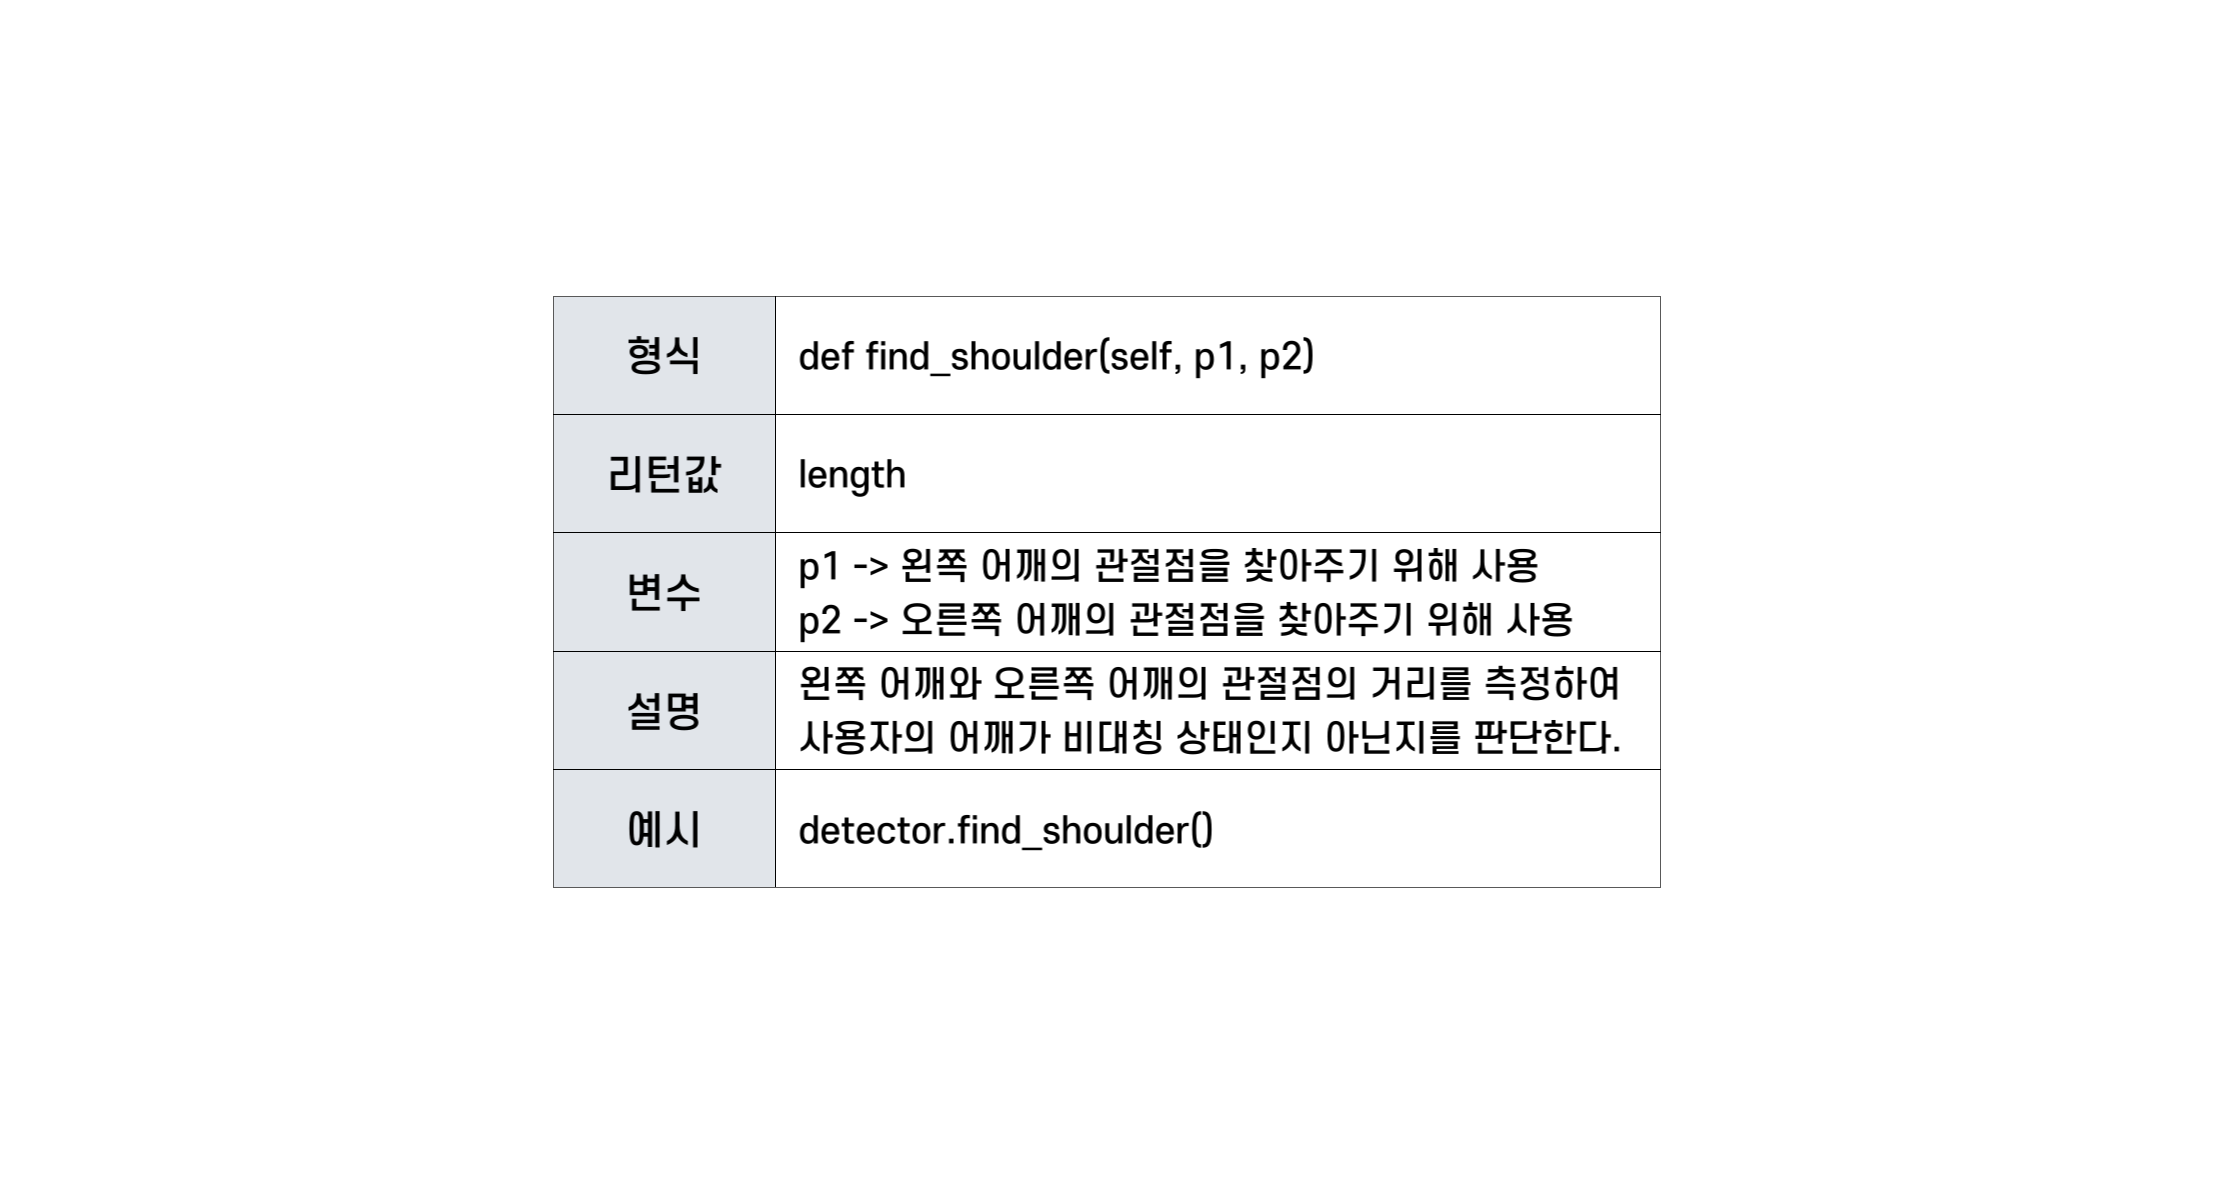 형식
def find_shoulder(self, p1, p2)
리턴값
length
변수
p1 -> 왼쪽 어깨의 관절점을 찾아주기 위해 사용
p2 -> 오른쪽 어깨의 관절점을 찾아주기 위해 사용
설명
왼쪽 어깨와 오른쪽 어깨의 관절점의 거리를 측정하여
사용자의 어깨가 비대칭 상태인지 아닌지를 판단한다.
예시
detector.find_shoulder()